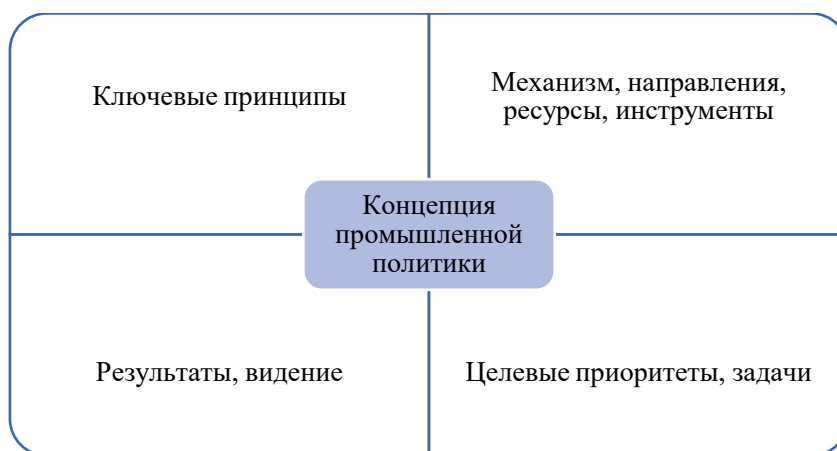 Ключевые принципы
Механизм, направления,
ресурсы, инструменты
Концепция
промышленной
политики
Результаты, видение
Целевые приоритеты, задачи